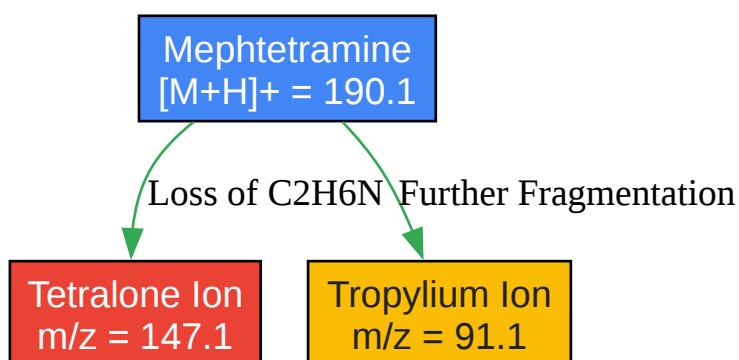 Mephtetramine
[M+H]+ = 190.1
Loss of C2H6N
Further Fragmentation
Tetralone Ion
m/z = 147.1
Tropylium Ion
m/z = 91.1